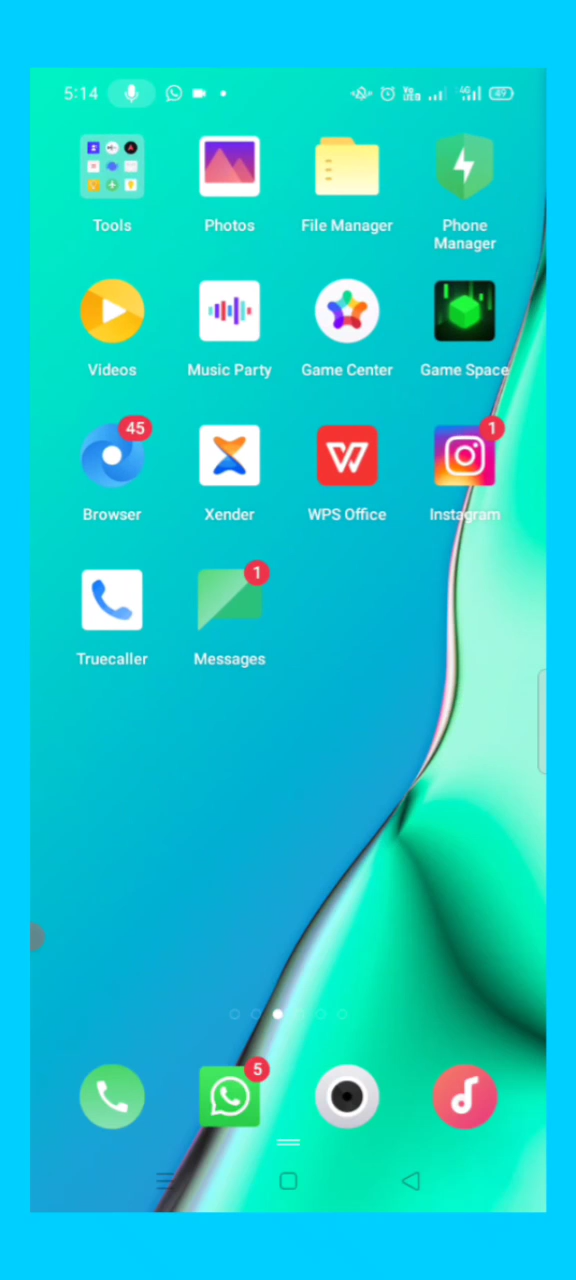 5:14
49
Tools Photos File Manager Phone
Manager
Videos Music Party Game Center Game Space
45 1
Browser Xender WPS Office Instagram
1
Truecaller Messages
5